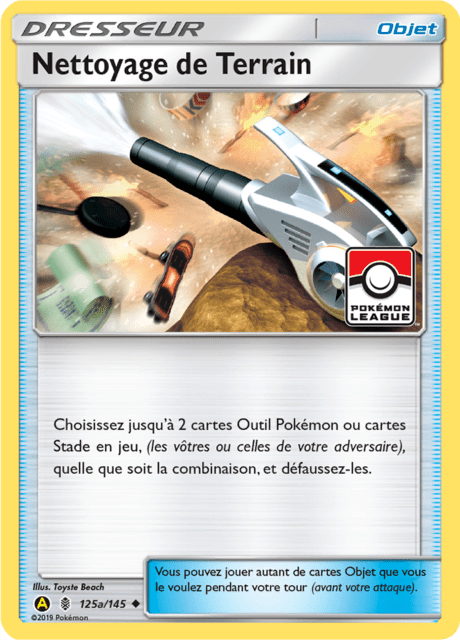 DRESSEUR
Objet
Nettoyage de Terrain
POKÉMON
LEAGUE
Choisissez jusqu'à 2 cartes Outil Pokémon ou cartes
Stade en jeu, (les vôtres ou celles de votre adversaire),
quelle que soit la combinaison, et défaussez-les.
Illus. Toyste Beach
A 125a/145
©2019 Pokémon
Vous pouvez jouer autant de cartes Objet que vous
le voulez pendant votre tour (avant votre attaque).